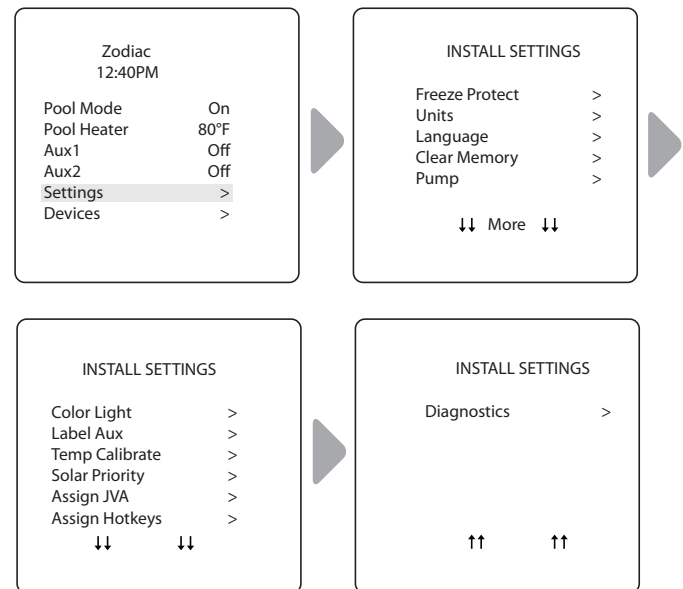 Zodiac
12:40PM
Pool Mode On
Pool Heater 80°F
Aux1 Off
Aux2 Off
Settings >
Devices >
INSTALL SETTINGS
Freeze Protect >
Units >
Language >
Clear Memory >
Pump >
↓↓ More ↓↓
INSTALL SETTINGS
Color Light >
Label Aux >
Temp Calibrate >
Solar Priority >
Assign JVA >
Assign Hotkeys >
↓↓ ↓↓
INSTALL SETTINGS
Diagnostics >
↑↑ ↑↑